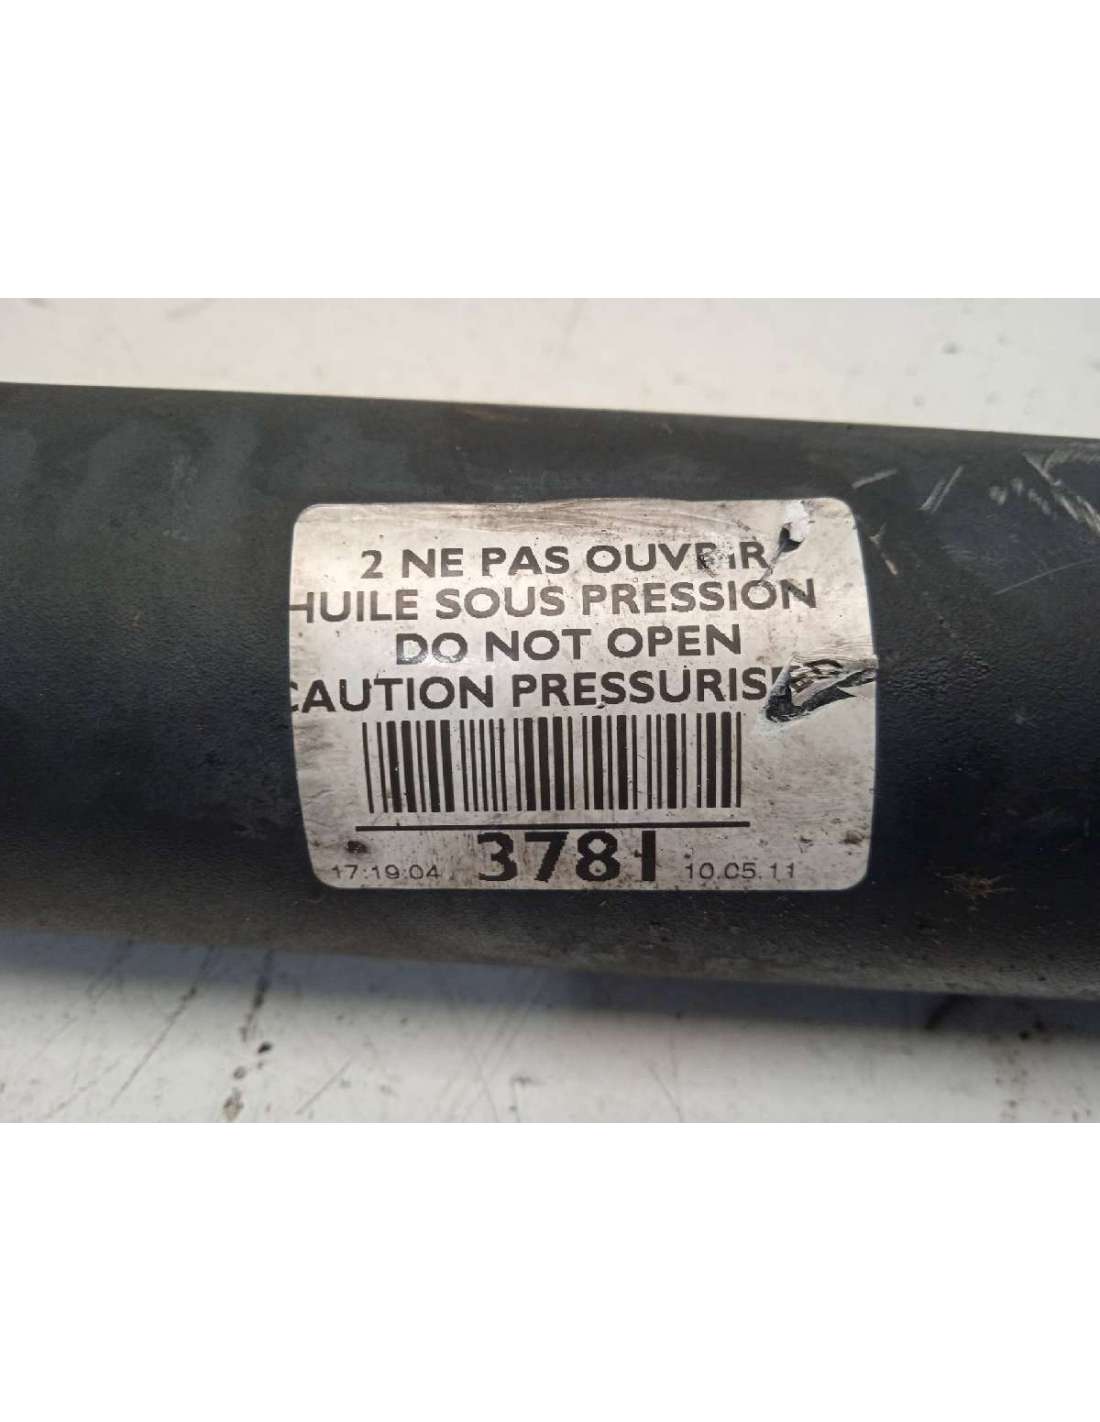 2 NE PAS OUVRIR
HUILE SOUS PRESSION
DO NOT OPEN
CAUTION PRESSURISED
3781
17:19:04 10.05.11